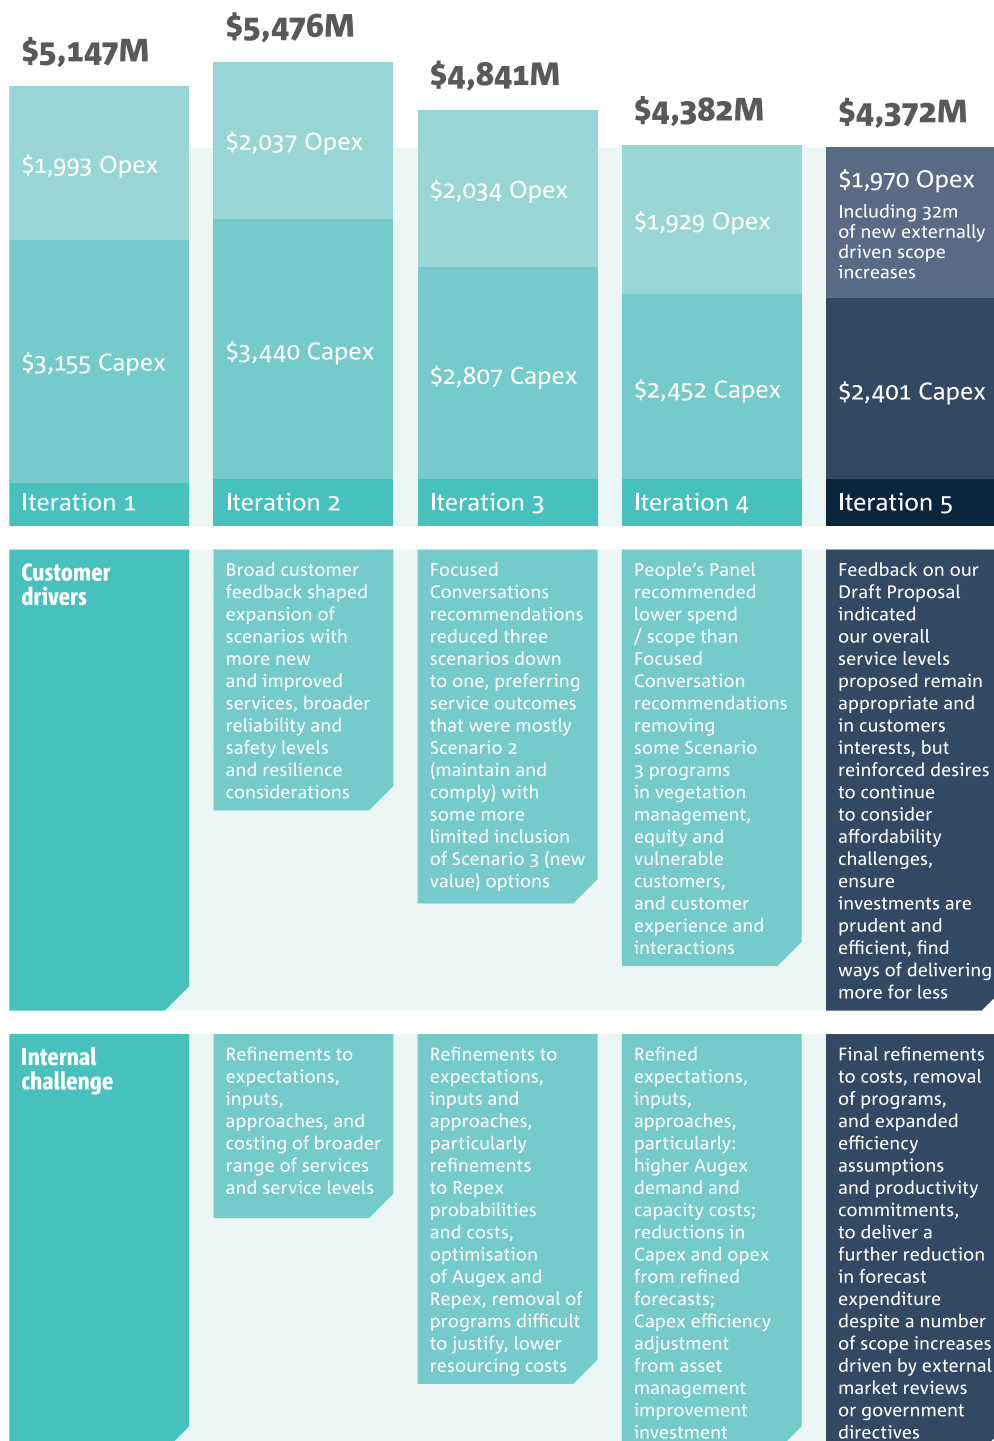 $5,147M
$1,993 Opex
$3,155 Capex
Iteration 1
$5,476M
$2,037 Opex
$3,440 Capex
Iteration 2
$4,841M
$2,034 Opex
$2,807 Capex
Iteration 3
$4,382M
$1,929 Opex
$2,452 Capex
Iteration 4
$4,372M
$1,970 Opex
Including 32m
of new externally
driven scope
increases
$2,401 Capex
Iteration 5
Customer
drivers
Broad customer
feedback shaped
expansion of
scenarios with
more new
and improved
services, broader
reliability and
safety levels
and resilience
considerations
Focused
Conversations
recommendations
reduced three
scenarios down
to one, preferring
service outcomes
that were mostly
Scenario 2
(maintain and
comply) with
some more
limited inclusion
of Scenario 3 (new
value) options
People's Panel
recommended
lower spend
/ scope than
Focused
Conversation
recommendations
removing
some Scenario
3 programs
in vegetation
management,
equity and
vulnerable
customers,
and customer
experience and
interactions
Feedback on our
Draft Proposal
indicated
our overall
service levels
proposed remain
appropriate and
in customers
interests, but
reinforced desires
to continue
to consider
affordability
challenges,
ensure
investments are
prudent and
efficient, find
ways of delivering
more for less
Internal
challenge
Refinements to
expectations,
inputs,
approaches, and
costing of broader
range of services
and service levels
Refinements to
expectations,
inputs and
approaches,
particularly
refinements
to Repex
probabilities
and costs,
optimisation
of Augex and
Repex, removal of
programs difficult
to justify, lower
resourcing costs
Refined
expectations,
inputs,
approaches,
particularly:
higher Augex
demand and
capacity costs;
reductions in
Capex and opex
from refined
forecasts;
Capex efficiency
adjustment
from asset
management
improvement
investment
Final refinements
to costs, removal
of programs,
and expanded
efficiency
assumptions
and productivity
commitments,
to deliver a
further reduction
in forecast
expenditure
despite a number
of scope increases
driven by external
market reviews
or government
directives